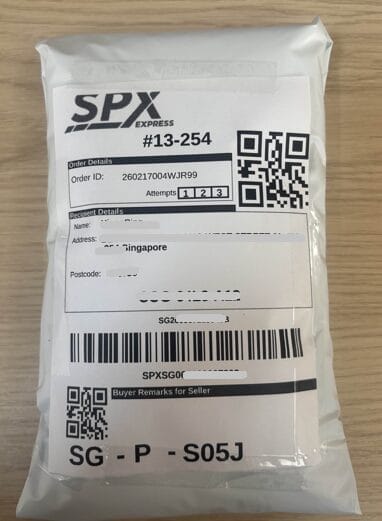 SPX
EXPRESS
#13-254
Order Details
Order ID: 260217004WJR99
Attempts 1 2 3
Recipient Details
Name:
Address:
Singapore
Postcode:
SPXSG00
Buyer Remarks for Seller
SG - P - S05J